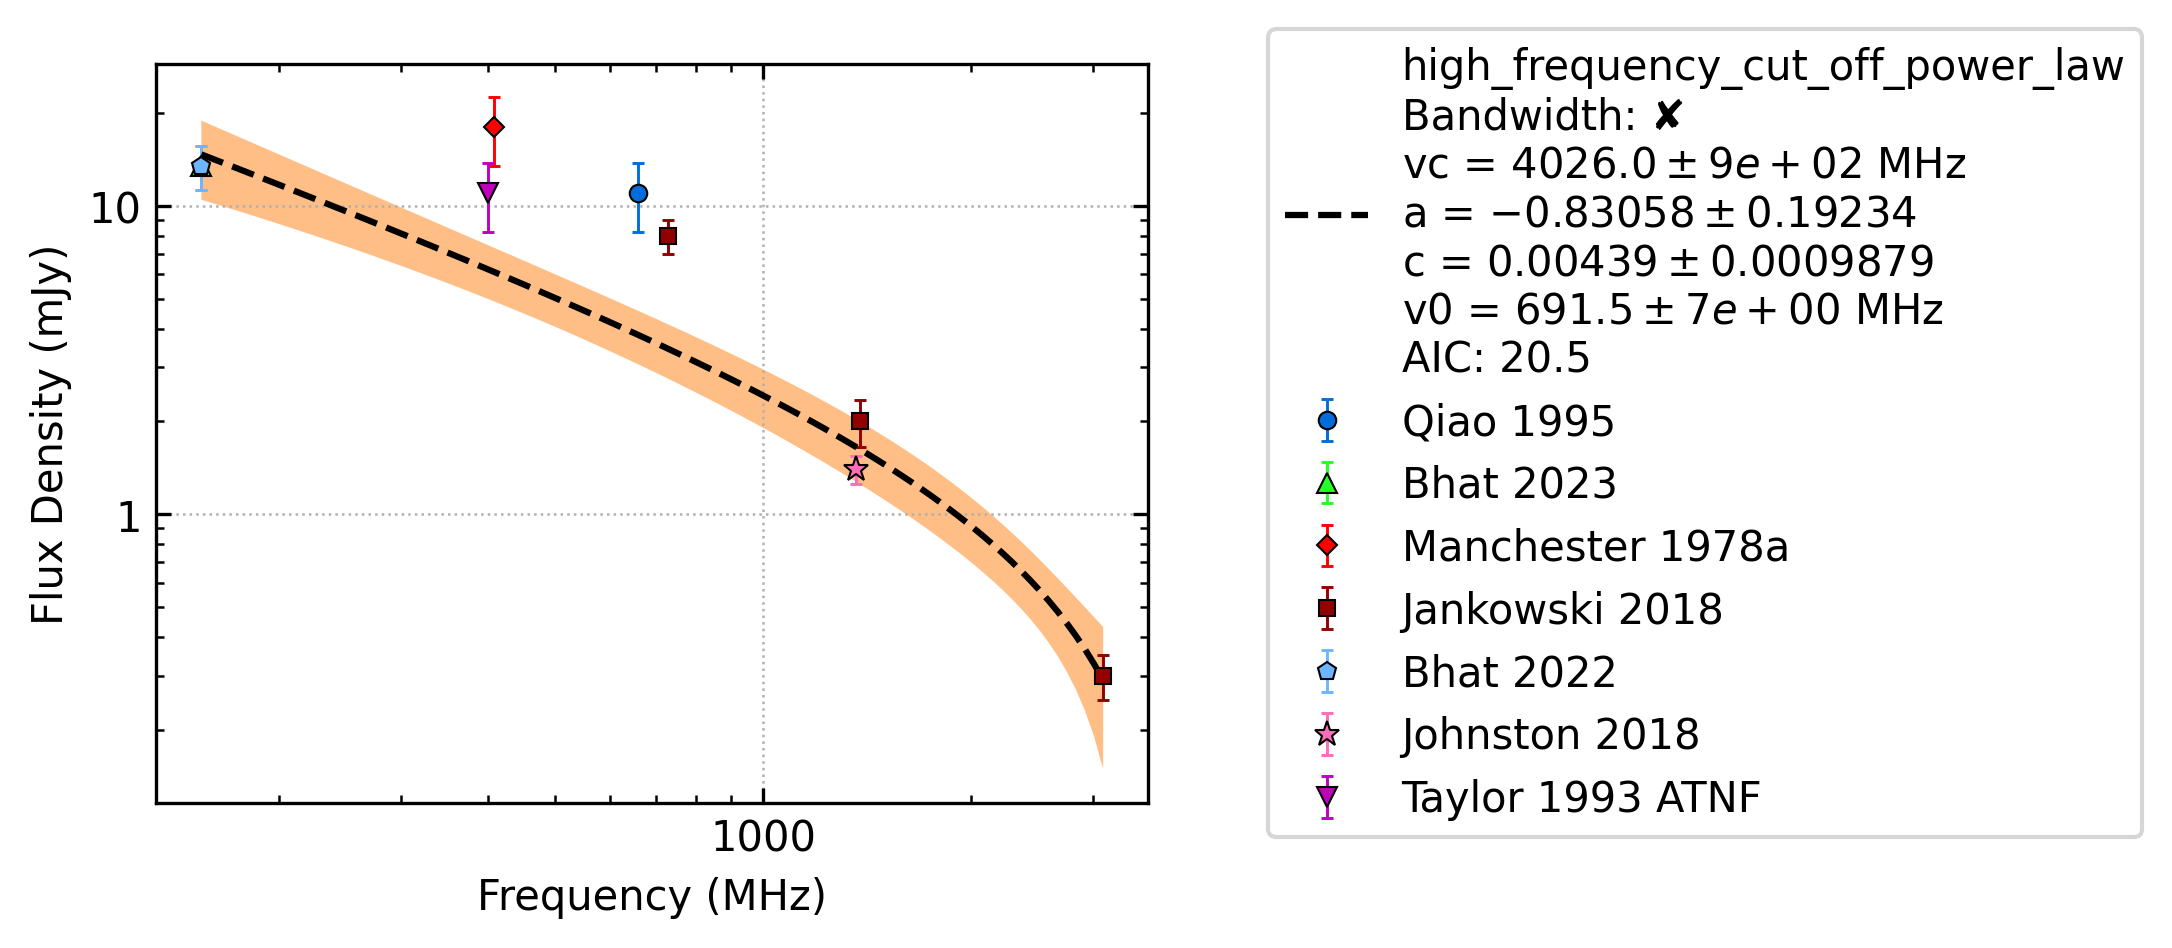 10
1
Flux Density (mJy)
1000
Frequency (MHz)
high_frequency_cut_off_power_law
Bandwidth: ✘
vc = 4026.0 ± 9e + 02 MHz
a = −0.83058 ± 0.19234
c = 0.00439 ± 0.0009879
v0 = 691.5 ± 7e + 00 MHz
AIC: 20.5
Qiao 1995
Bhat 2023
Manchester 1978a
Jankowski 2018
Bhat 2022
Johnston 2018
Taylor 1993 ATNF